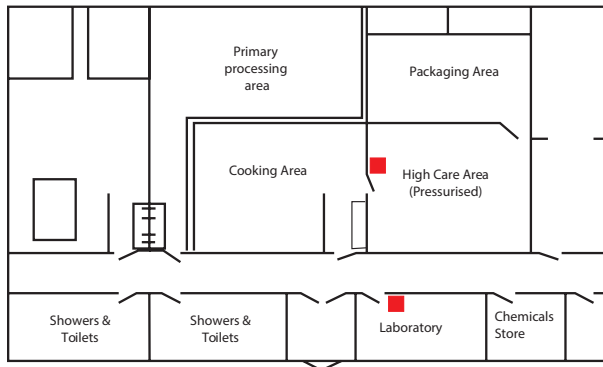 Primary
processing
area
Packaging Area
Cooking Area
High Care Area
(Pressurised)
Showers &
Toilets
Showers &
Toilets
Laboratory
Chemicals
Store